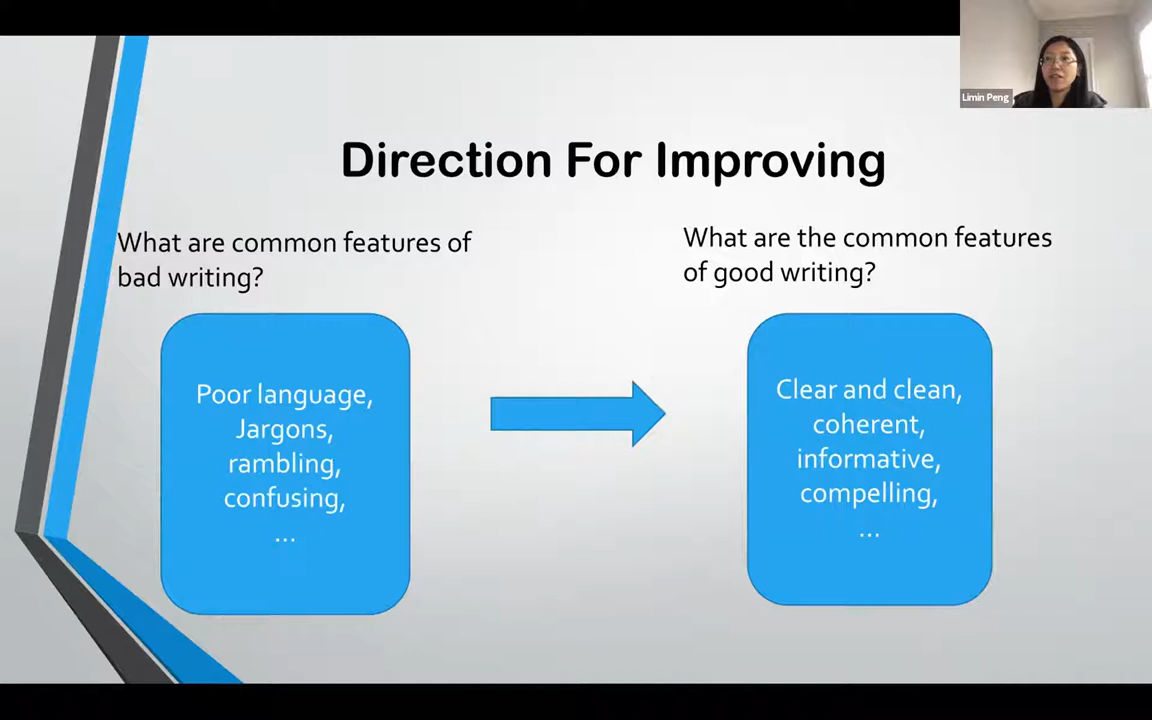 Limin Peng
Direction For Improving
What are common features of
bad writing?
Poor language,
Jargons,
rambling,
confusing,
...
What are the common features
of good writing?
Clear and clean,
coherent,
informative,
compelling,
...